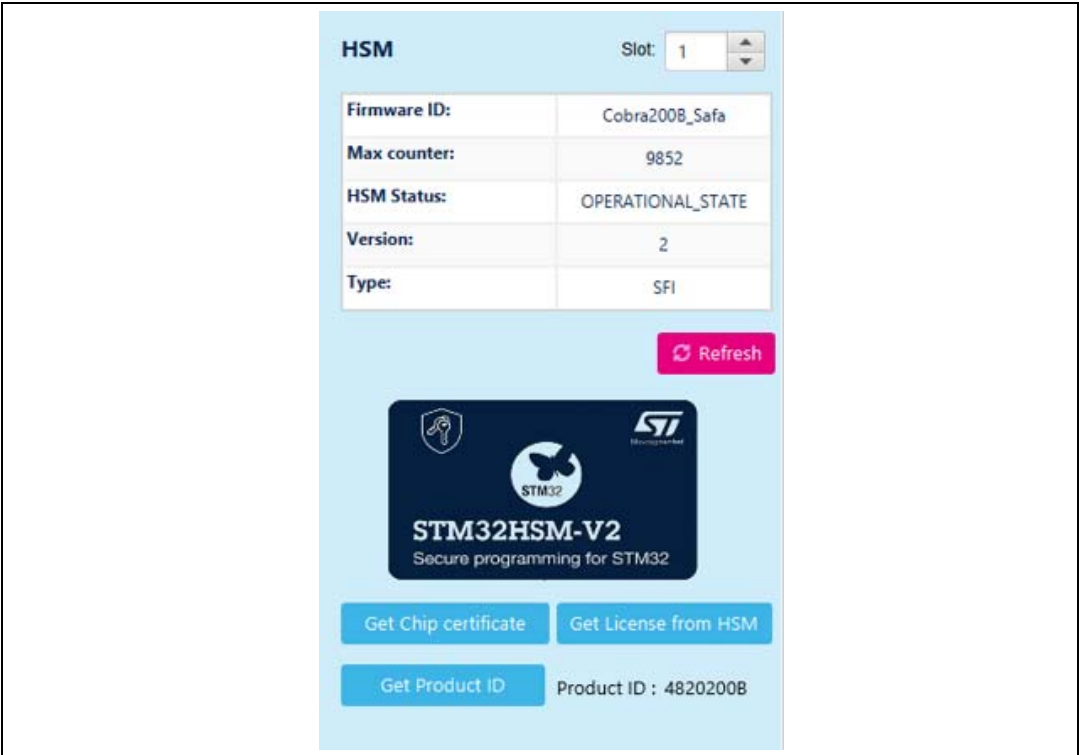 HSM Slot: 1
Firmware ID: Cobra200B_Safa
Max counter: 9852
HSM Status: OPERATIONAL_STATE
Version: 2
Type: SFI
Refresh
ST
STM32
STM32HSM-V2
Secure programming for STM32
Get Chip certificate Get License from HSM
Get Product ID Product ID : 4820200B